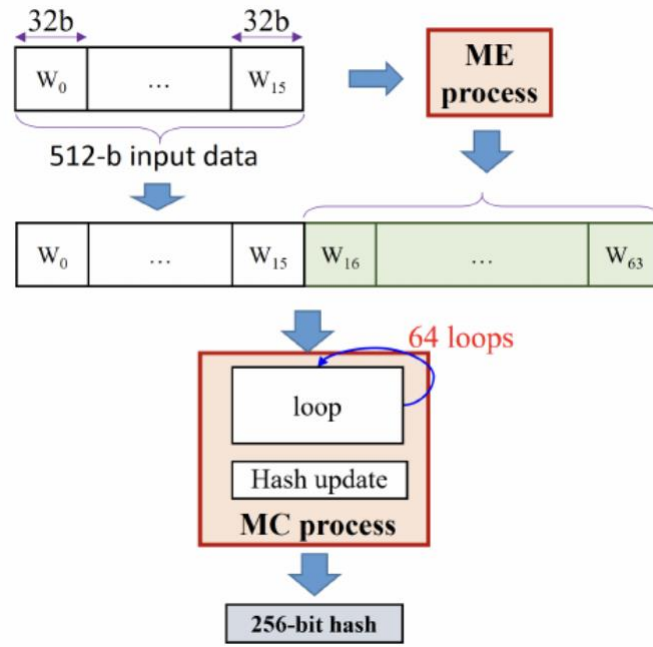 32b 32b
W₀ … W₁₅
ME
process
512-b input data
W₀ … W₁₅ W₁₆ … W₆₃
64 loops
loop
Hash update
MC process
256-bit hash